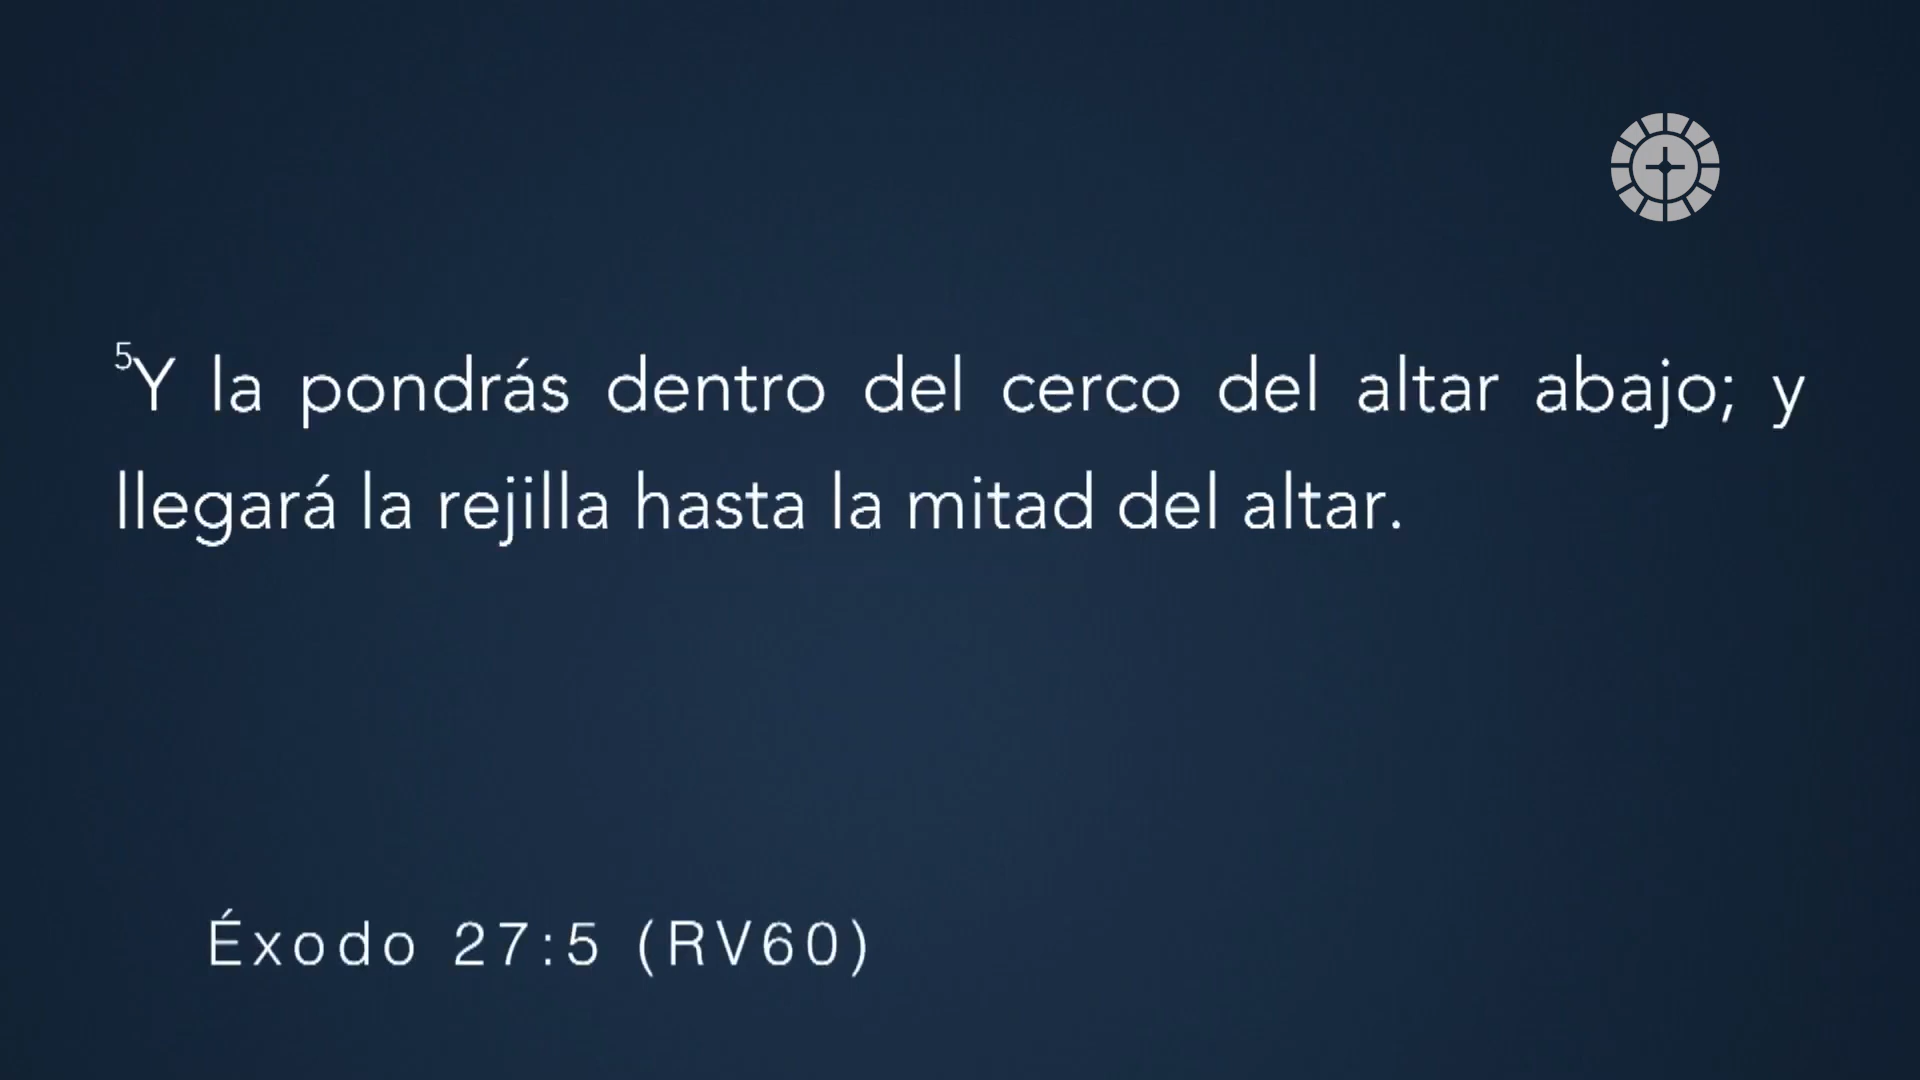 ⁵Y la pondrás dentro del cerco del altar abajo; y
llegará la rejilla hasta la mitad del altar.
Éxodo 27:5 (RV60)